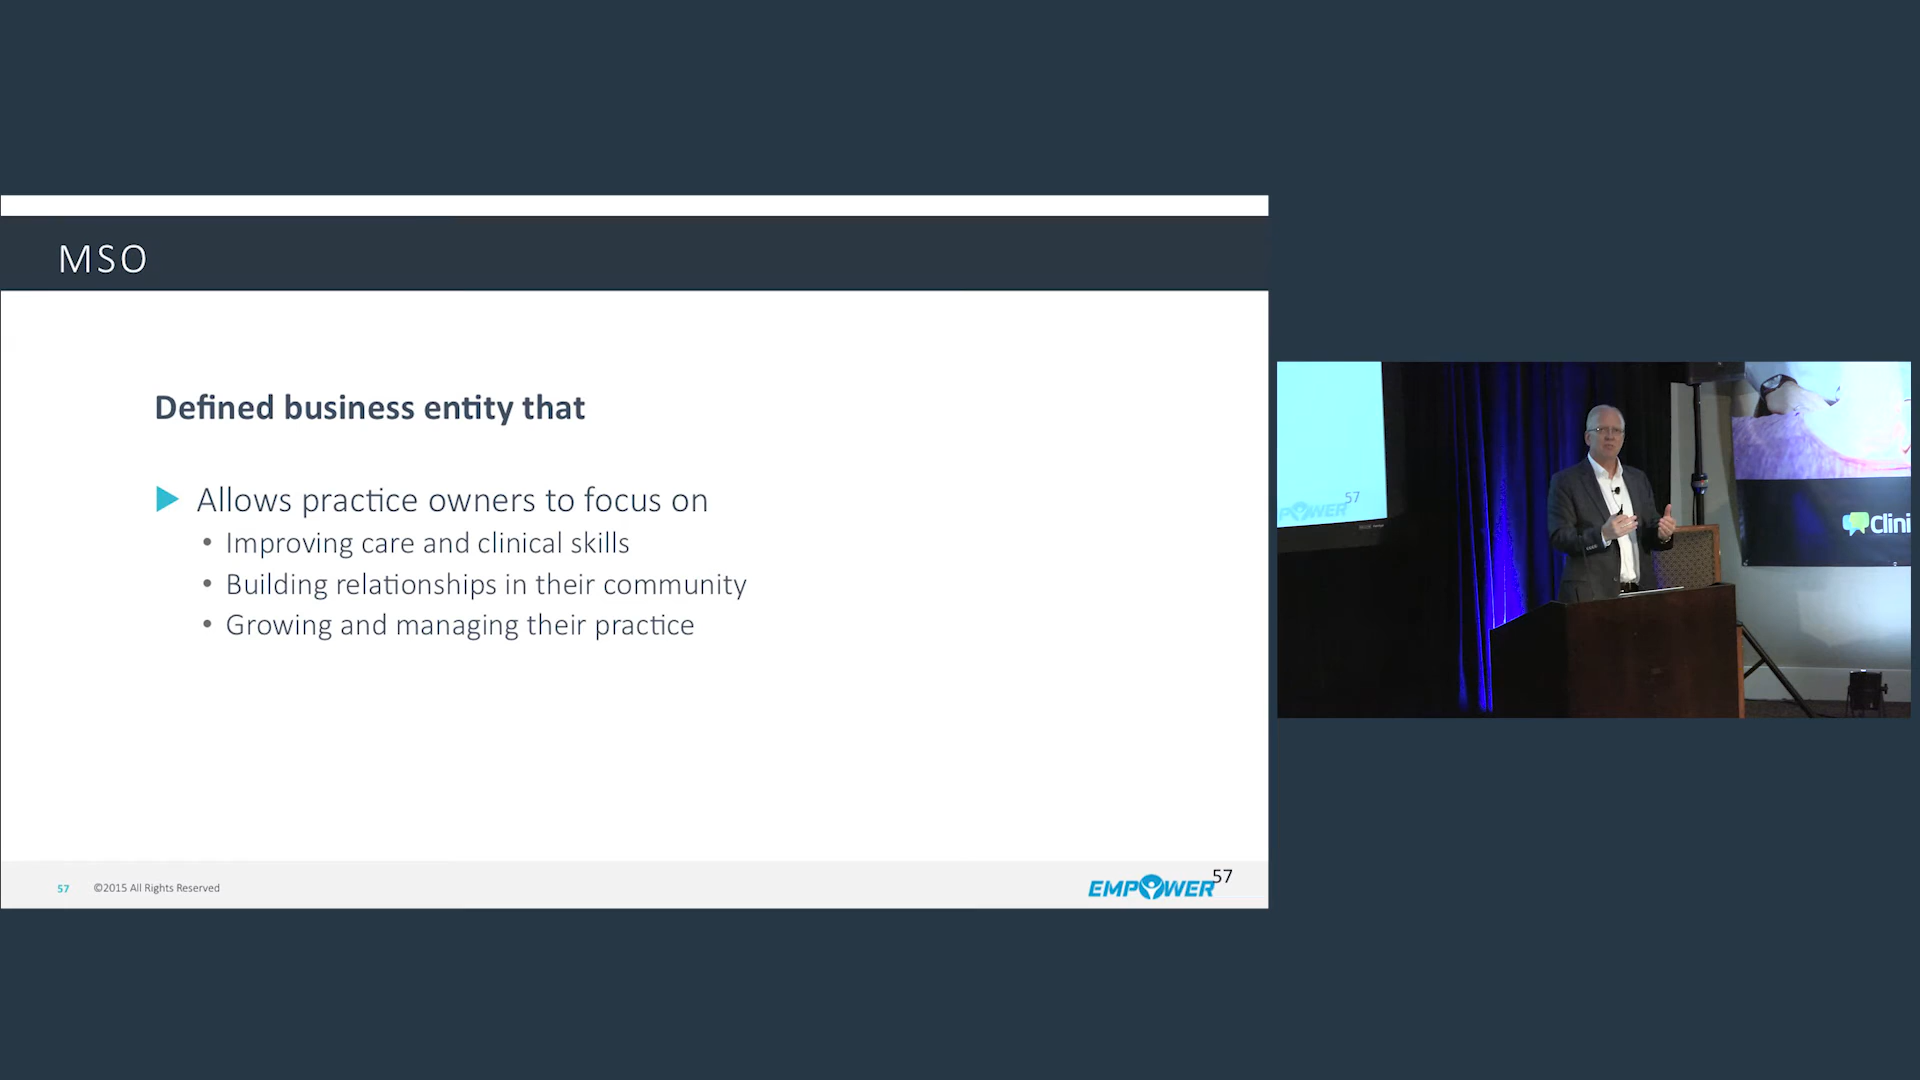 MSO
Defined business entity that
Allows practice owners to focus on
• Improving care and clinical skills
• Building relationships in their community
• Growing and managing their practice
57 ©2015 All Rights Reserved
EMPOWER 57
57
POWER
Clini